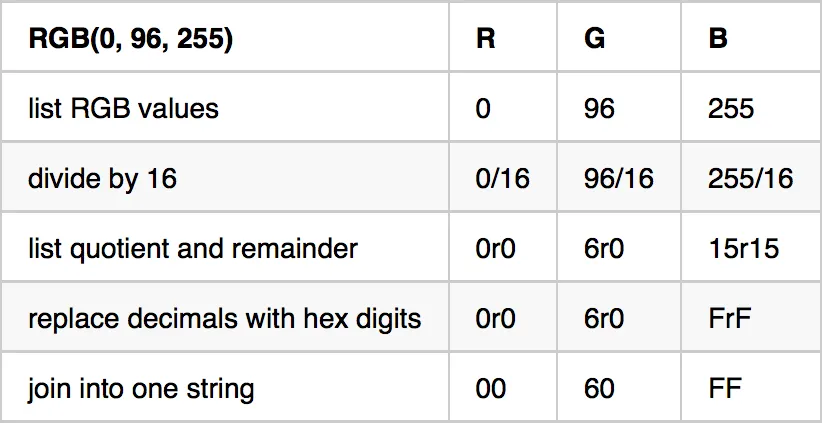 RGB(0, 96, 255) R G B
list RGB values 0 96 255
divide by 16 0/16 96/16 255/16
list quotient and remainder 0r0 6r0 15r15
replace decimals with hex digits 0r0 6r0 FrF
join into one string 00 60 FF